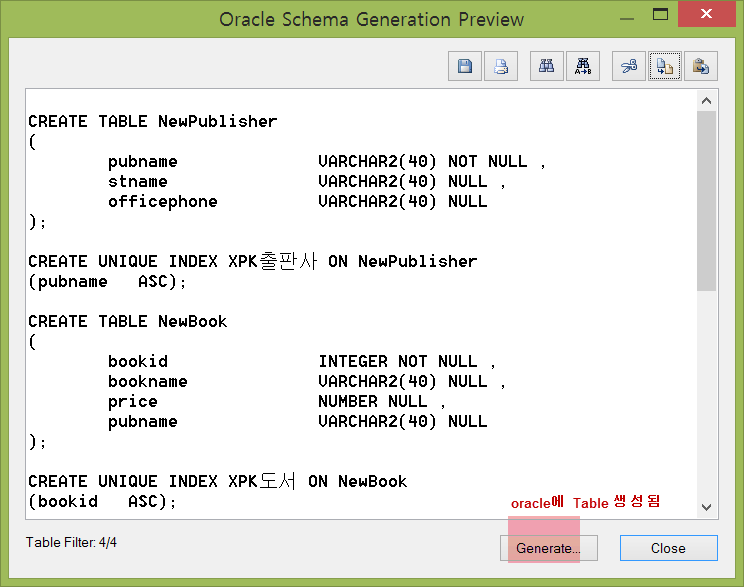 Oracle Schema Generation Preview
A→B
CREATE TABLE NewPublisher
(
pubname VARCHAR2(40) NOT NULL ,
stname VARCHAR2(40) NULL ,
officephone VARCHAR2(40) NULL
);
CREATE UNIQUE INDEX XPK출판사 ON NewPublisher
(pubname ASC);
CREATE TABLE NewBook
(
bookid INTEGER NOT NULL ,
bookname VARCHAR2(40) NULL ,
price NUMBER NULL ,
pubname VARCHAR2(40) NULL
);
CREATE UNIQUE INDEX XPK도서 ON NewBook
(bookid ASC);
oracle에 Table 생성됨
Table Filter: 4/4
Generate...
Close